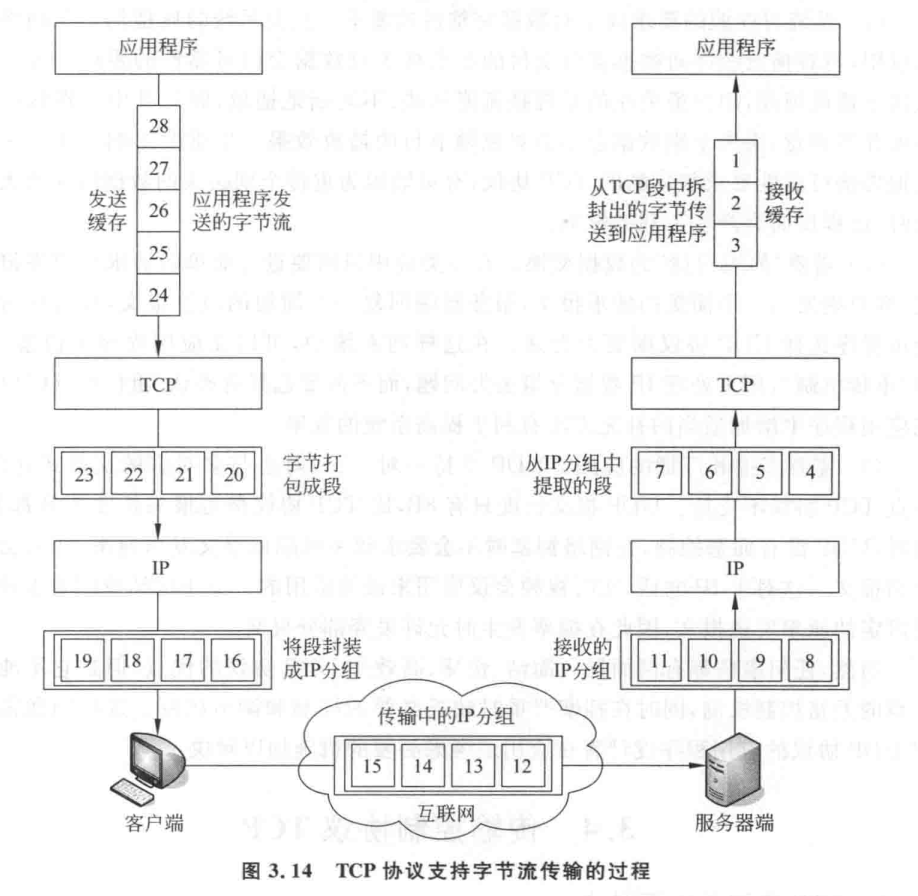 应用程序
28
27
26
25
24
发送
缓存
应用程序发
送的字节流
TCP
23 22 21 20
字节打
包成段
IP
19 18 17 16
将段封装
成IP分组
客户端
传输中的IP分组
15 14 13 12
互联网
应用程序
1
2
3
从TCP段中拆
封出的字节传
送到应用程序
接收
缓存
TCP
从IP分组中
提取的段
7 6 5 4
IP
接收的
IP分组
11 10 9 8
服务器端
图 3.14 TCP 协议支持字节流传输的过程